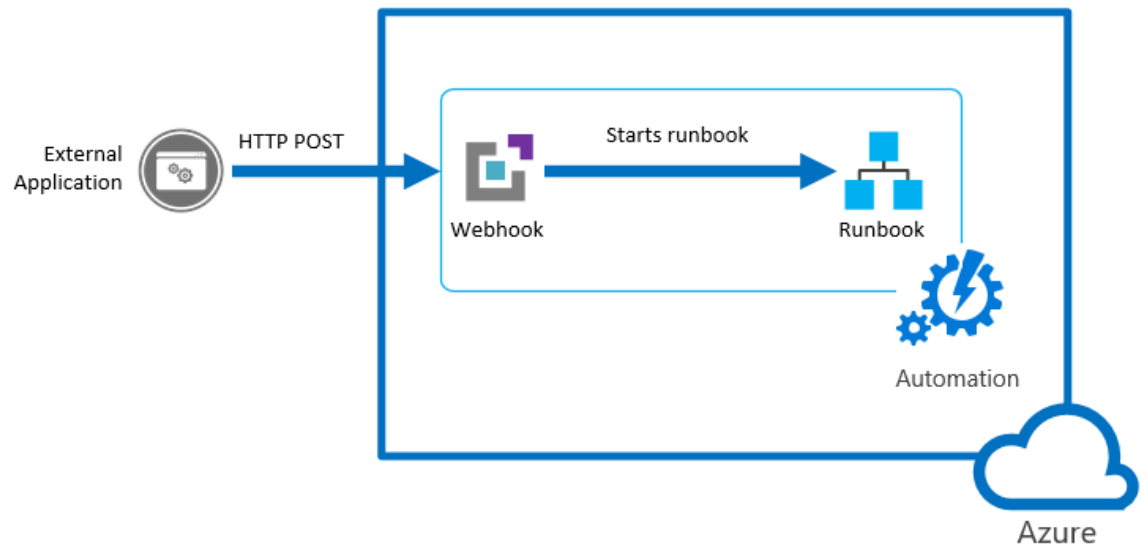 External
Application
HTTP POST
Starts runbook
Webhook
Runbook
Automation
Azure